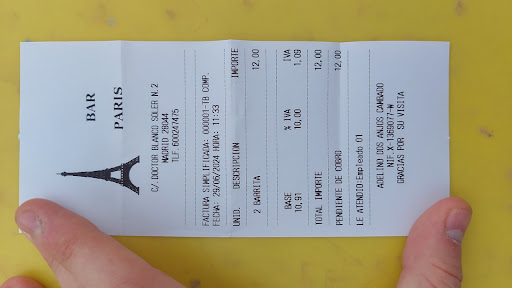 BAR
PARIS
C/.DOCTOR BLANCO SOLER N.2
MADRID 28044
TLF.600247475
FACTURA SIMPLIFICADA: 000001-TB COMP.
FECHA: 29/06/2024 HORA: 11:33
UNID. DESCRIPCION IMPORTE
2 BARRITA 12,00
BASE % IVA IVA
10,91 10,00 1,09
TOTAL IMPORTE 12,00
PENDIENTE DE COBRO 12,00
LE ATENDIO:Empleado 01
ADELINO DOS ANJOS CAMBADO
NIF.X-1369077-W
GRACIAS POR SU VISITA